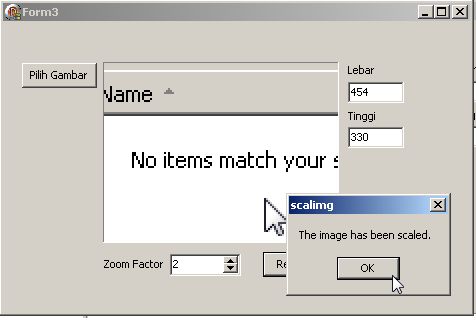 Form3
Pilih Gambar
Name
No items match your s
Lebar
454
Tinggi
330
Zoom Factor 2
Re
scalimg
The image has been scaled.
OK